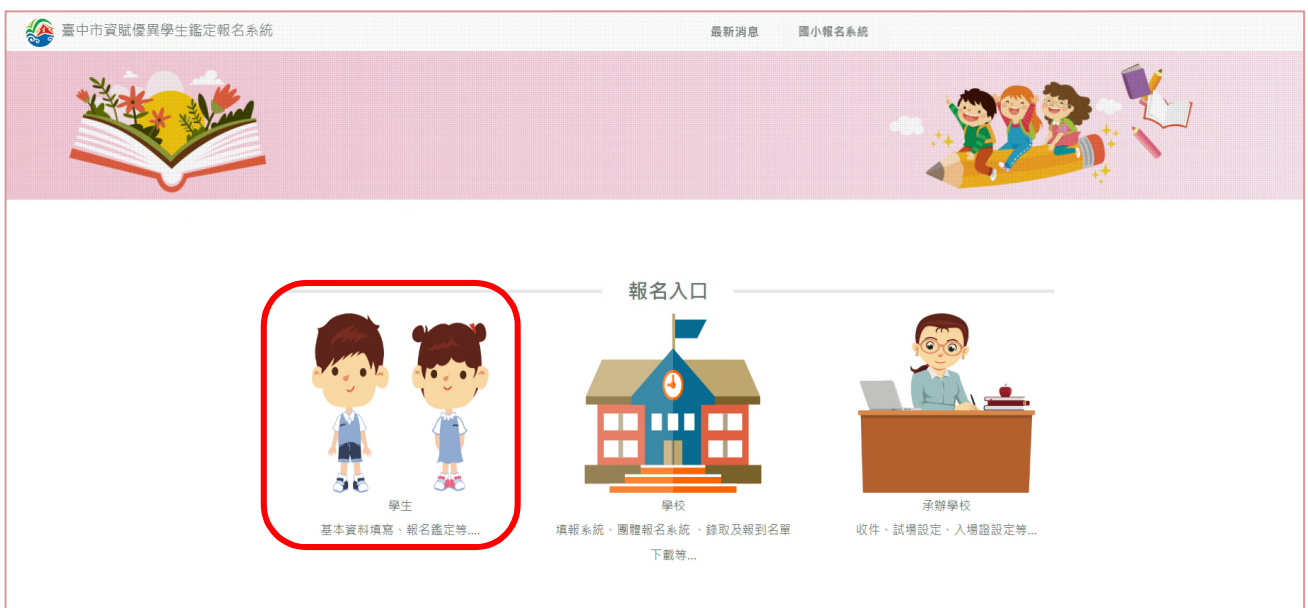 臺中市資賦優異學生鑑定報名系統
最新消息
國小報名系統
報名入口
學生
基本資料填寫、報名鑑定等....
學校
填報系統、團體報名系統 、錄取及報到名單
下載等...
承辦學校
收件、試場設定、入場證設定等...